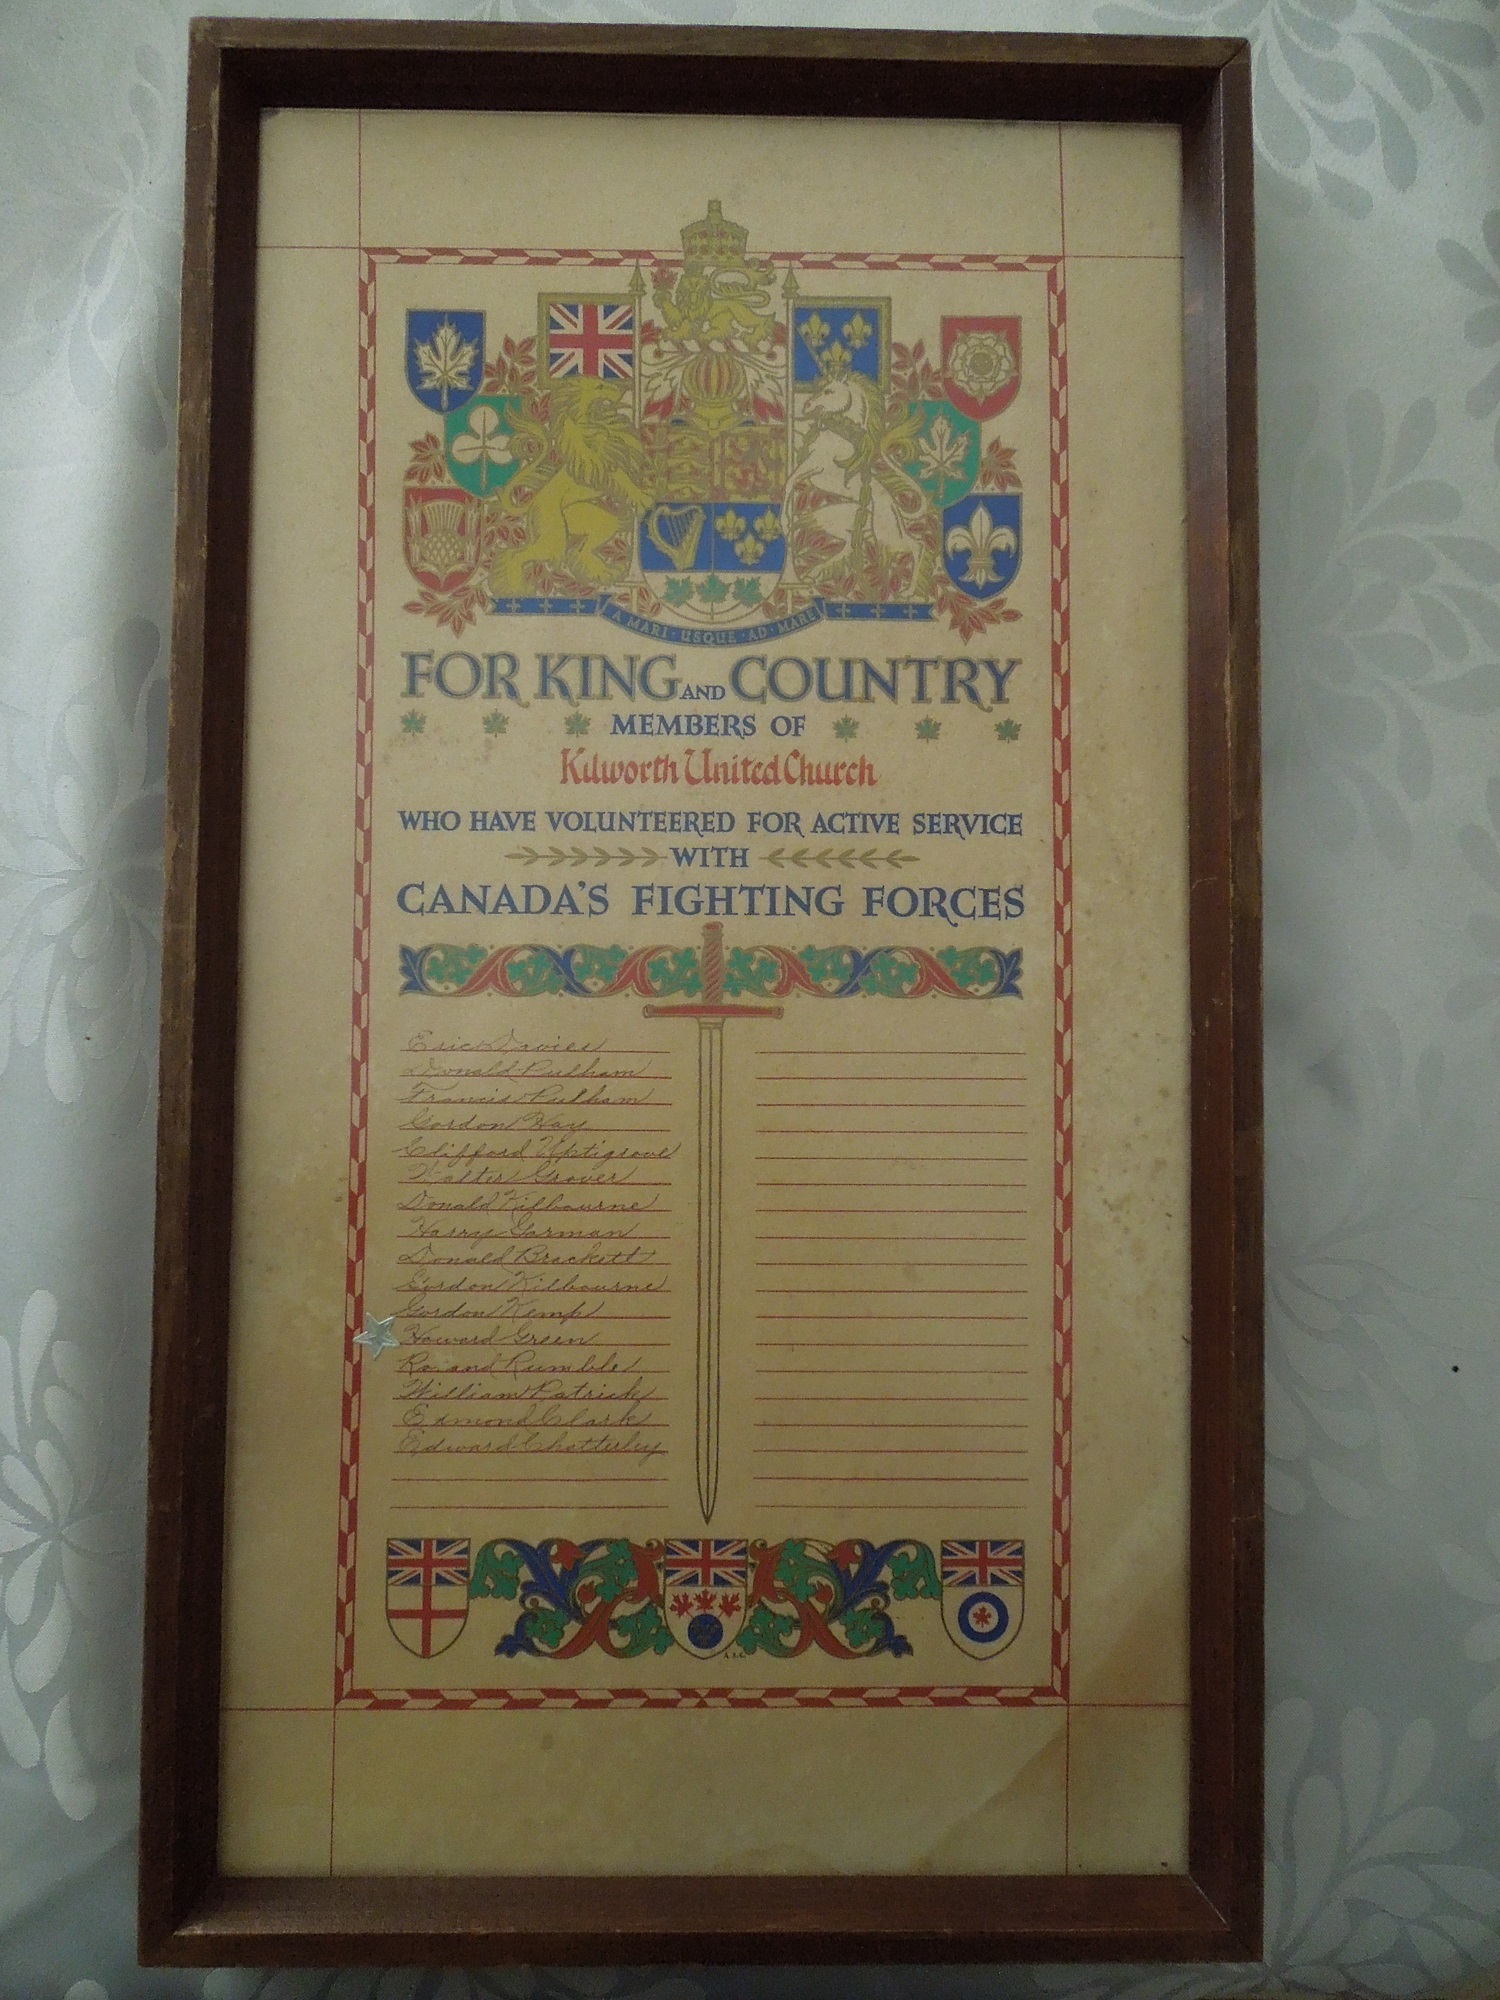 A MARI · USQUE · AD · MARE
FOR KING AND COUNTRY
MEMBERS OF
Kilworth United Church
WHO HAVE VOLUNTEERED FOR ACTIVE SERVICE
WITH
CANADA'S FIGHTING FORCES
Eric Davies
Donald Pulham
Francis Pulham
Gordon Hay
Clifford Uptigrove
Walter Grover
Donald Kilbourne
Harry Garman
Donald Brackett
Gordon Kilbourne
Gordon Kemp
Howard Green
Roland Rumble
William Patrick
Edmond Clark
Edward Chatterley